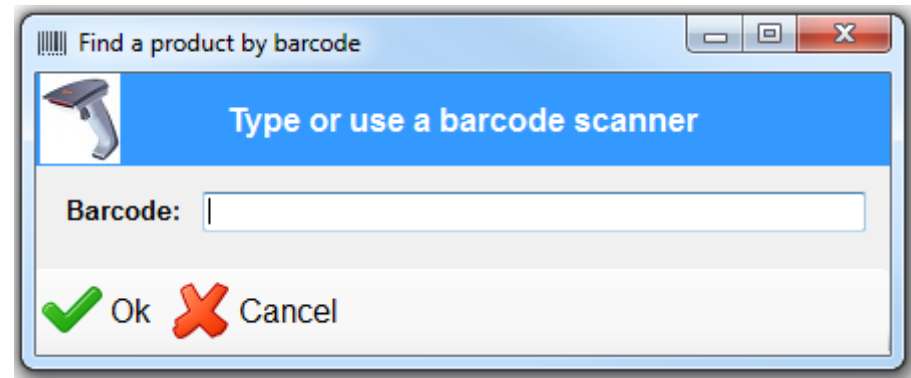 Find a product by barcode
Type or use a barcode scanner
Barcode:
Ok Cancel